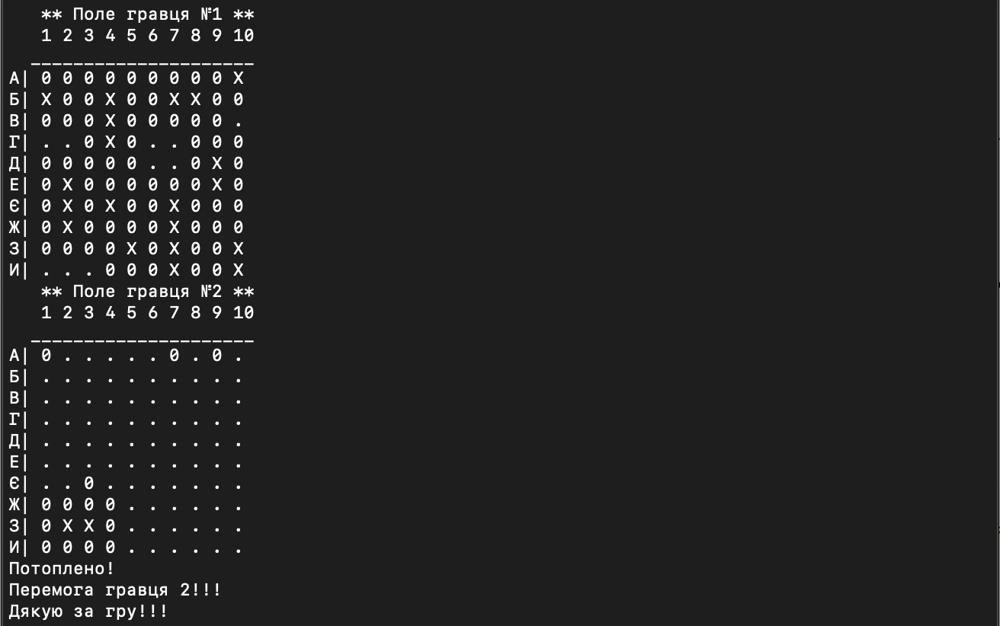 ** Поле гравця №1 **
1 2 3 4 5 6 7 8 9 10
_____________________
А| 0 0 0 0 0 0 0 0 0 X
Б| X 0 0 X 0 0 X X 0 0
В| 0 0 0 X 0 0 0 0 0 .
Г| . . 0 X 0 . . 0 0 0
Д| 0 0 0 0 0 . . 0 X 0
Е| 0 X 0 0 0 0 0 0 X 0
Є| 0 X 0 X 0 0 X 0 0 0
Ж| 0 X 0 0 0 0 X 0 0 0
З| 0 0 0 0 X 0 X 0 0 X
И| . . . 0 0 0 X 0 0 X
** Поле гравця №2 **
1 2 3 4 5 6 7 8 9 10
_____________________
А| 0 . . . . . 0 . 0 .
Б| . . . . . . . . . .
В| . . . . . . . . . .
Г| . . . . . . . . . .
Д| . . . . . . . . . .
Е| . . . . . . . . . .
Є| . . 0 . . . . . . .
Ж| 0 0 0 0 . . . . . .
З| 0 X X 0 . . . . . .
И| 0 0 0 0 . . . . . .
Потоплено!
Перемога гравця 2!!!
Дякую за гру!!!